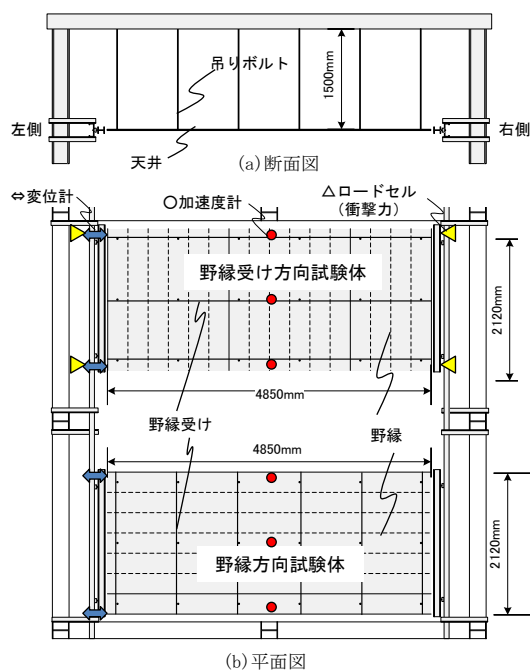 吊りボルト
1500mm
左側
右側
天井
(a)断面図
⇔変位計
○加速度計
△ロードセル
(衝撃力)
野縁受け方向試験体
2120mm
4850mm
野縁受け
野縁
4850mm
2120mm
野縁方向試験体
(b)平面図